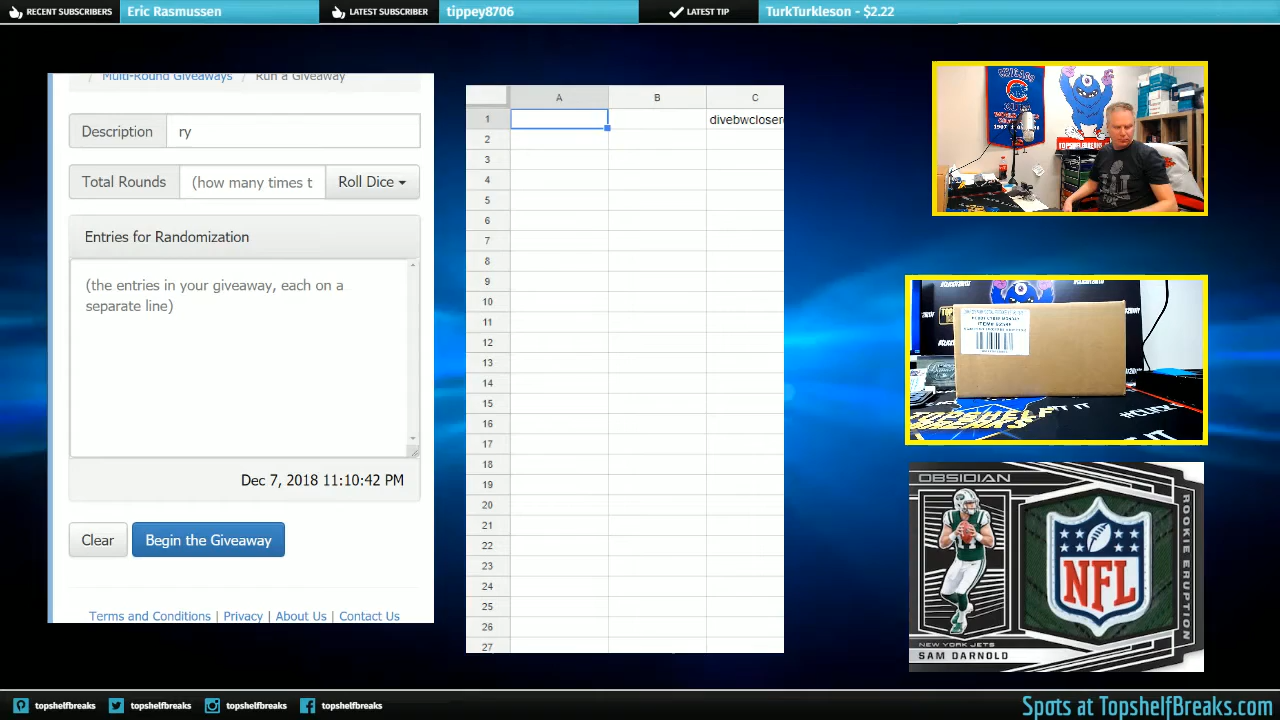 RECENT SUBSCRIBERS
Eric Rasmussen
LATEST SUBSCRIBER
tippey8706
LATEST TIP
TurkTurkleson - $2.22
/ Multi-Round Giveaways / Run a Giveaway
Description
ry
Total Rounds
(how many times t
Roll Dice
Entries for Randomization
(the entries in your giveaway, each on a
separate line)
Dec 7, 2018 11:10:42 PM
Clear
Begin the Giveaway
Terms and Conditions | Privacy | About Us | Contact Us
A B C
1 divebwcloser
2
3
4
5
6
7
8
9
10
11
12
13
14
15
16
17
18
19
20
21
22
23
24
25
26
27
CHICAGO
TOPSHELFBREAKS
TOPSHELF
OBSIDIAN
NFL
ROOKIE ERUPTION
NEW YORK JETS
SAM DARNOLD
topshelfbreaks
topshelfbreaks
topshelfbreaks
topshelfbreaks
Spots at TopshelfBreaks.com